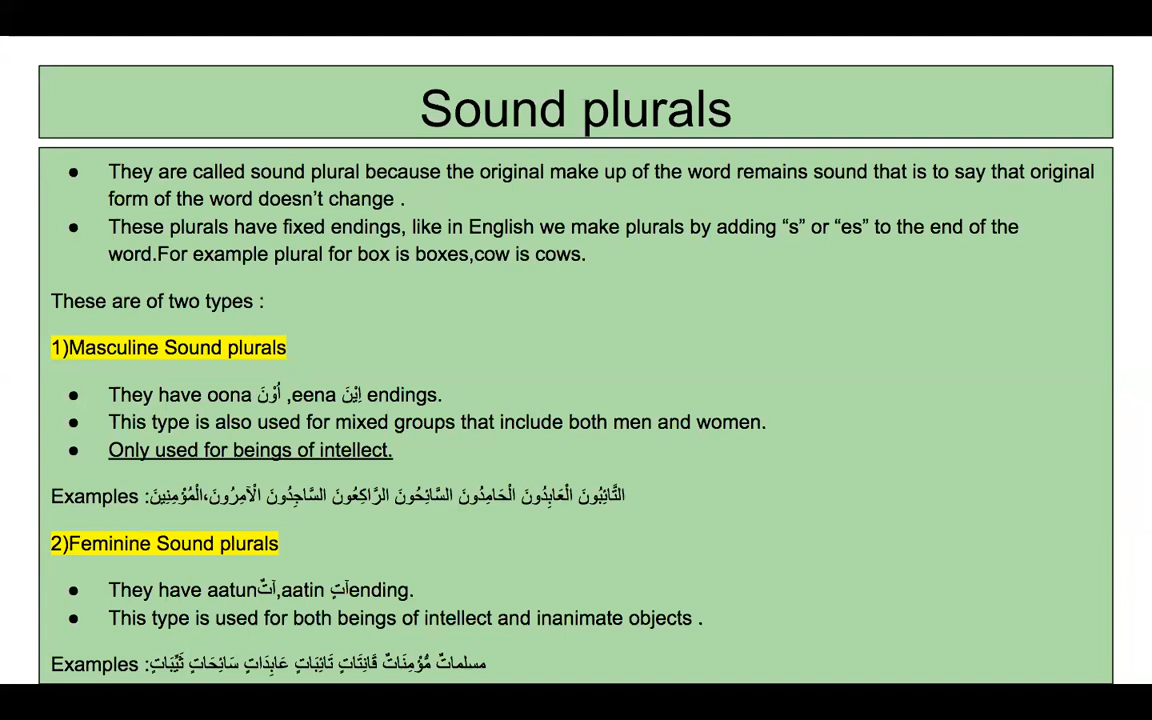 Sound plurals
● They are called sound plural because the original make up of the word remains sound that is to say that original
form of the word doesn’t change .
● These plurals have fixed endings, like in English we make plurals by adding “s” or “es” to the end of the
word.For example plural for box is boxes,cow is cows.
These are of two types :
1)Masculine Sound plurals
● They have oona اُوْنَ ,eena اِيْنَ endings.
● This type is also used for mixed groups that include both men and women.
● Only used for beings of intellect.
Examples :التَّائِبُونَ الْعَابِدُونَ الْحَامِدُونَ السَّائِحُونَ الرَّاكِعُونَ السَّاجِدُونَ الْآمِرُونَ،الْمُؤْمِنِينَ
2)Feminine Sound plurals
● They have aatunآتٌ,aatin آتٍending.
● This type is used for both beings of intellect and inanimate objects .
Examples :مسلماتٌ مُّؤْمِنَاتٌ قَانِتَاتٍ تَائِبَاتٍ عَابِدَاتٍ سَائِحَاتٍ ثَيِّبَاتٍ